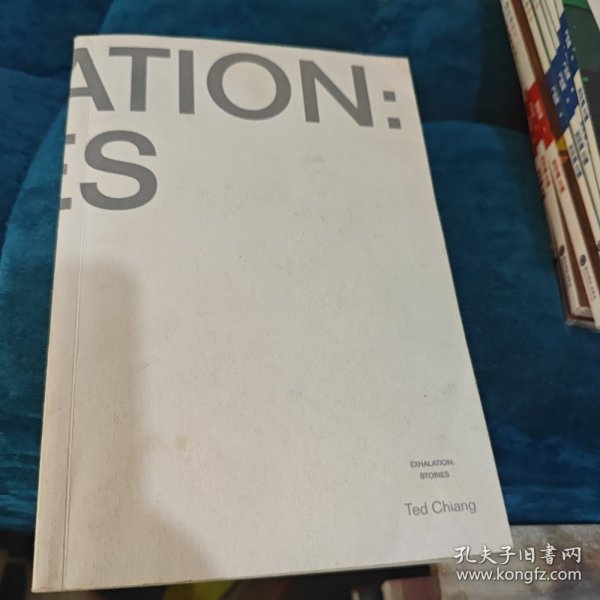 ATION:
ES
EXHALATION:
STORIES
Ted Chiang
孔夫子旧书网
www.kongfz.com